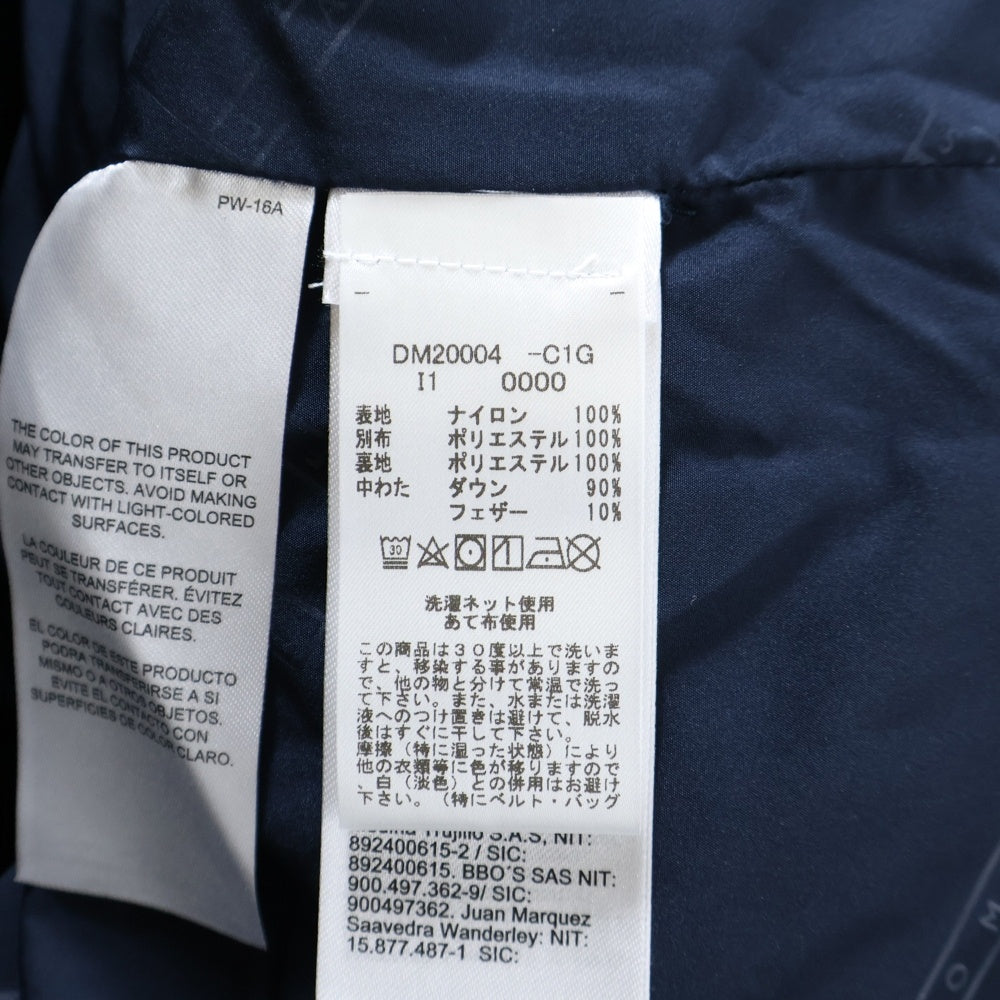 PW-16A
THE COLOR OF THIS PRODUCT
MAY TRANSFER TO ITSELF OR
OTHER OBJECTS. AVOID MAKING
CONTACT WITH LIGHT-COLORED
SURFACES.
LA COULEUR DE CE PRODUIT
PEUT SE TRANSFÉRER. ÉVITEZ
TOUT CONTACT AVEC DES
COULEURS CLAIRES.
EL COLOR DE ESTE PRODUCTO
PODRA TRANSFERIRSE A SI
MISMO O A OTROS OBJETOS.
EVITE EL CONTACTO CON
SUPERFICIES DE COLOR CLARO.
DM20004 -C1G
I1 0000
表地 ナイロン 100%
別布 ポリエステル 100%
裏地 ポリエステル 100%
中わた ダウン 90%
フェザー 10%
30
洗濯ネット使用
あて布使用
この商品は30度以上で洗いま
すと、移染する事がありますの
で、他の物と分けて常温で洗っ
て下さい。また、水または洗濯
液へのつけ置きは避けて、脱水
後はすぐに干して下さい。
摩擦（特に湿った状態）により
他の衣類等に色が移りますので
、白（淡色）との併用はお避け
下さい。（特にベルト・バッグ
Trujillo S.A.S, NIT:
892400615-2 / SIC:
892400615. BBO´S SAS NIT:
900.497.362-9/ SIC:
900497362. Juan Marquez
Saavedra Wanderley: NIT:
15.877.487-1 SIC: